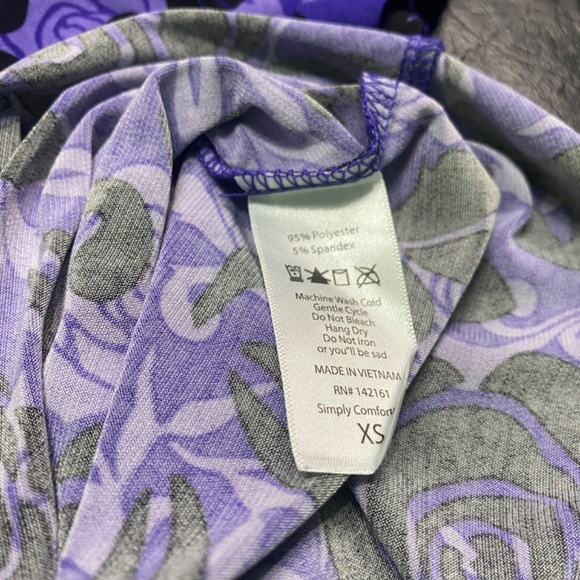 95% Polyester
5% Spandex
Machine Wash Cold
Gentle Cycle
Do Not Bleach
Hang Dry
Do Not Iron
or you"ll be sad
MADE IN VIETNAM
RN# 142161
Simply Comfor
XS